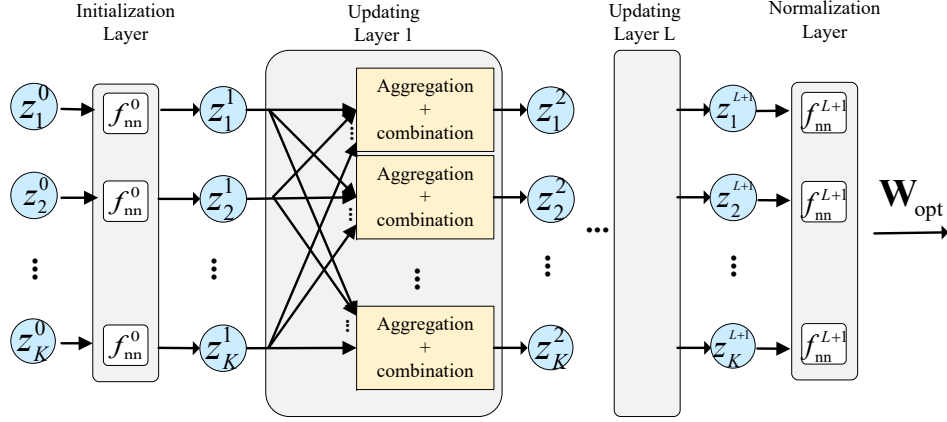 Initialization
Layer
Updating
Layer 1
Updating
Layer L
Normalization
Layer
z_1^0
f_nn^0
z_1^1
Aggregation
+
combination
z_1^2
z_1^{L+1}
f_nn^{L+1}
z_2^0
f_nn^0
z_2^1
Aggregation
+
combination
z_2^2
z_2^{L+1}
f_nn^{L+1}
W_opt
z_K^0
f_nn^0
z_K^1
Aggregation
+
combination
z_K^2
z_K^{L+1}
f_nn^{L+1}